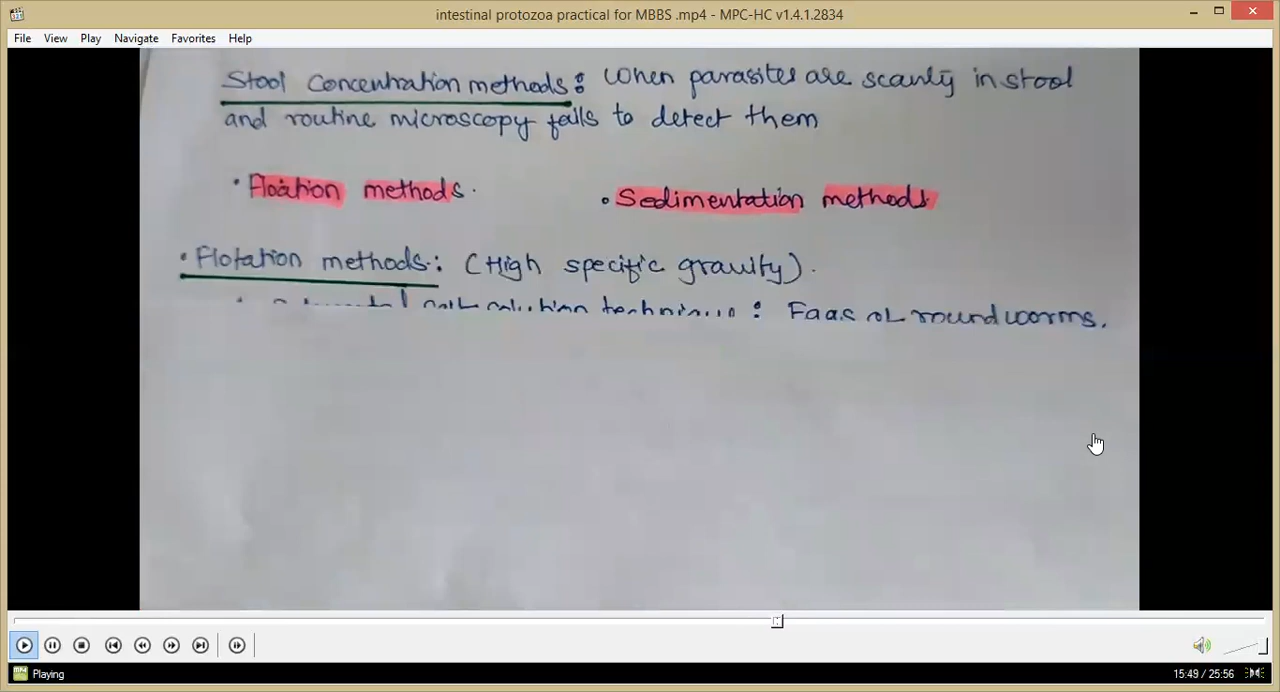 intestinal protozoa practical for MBBS .mp4 - MPC-HC v1.4.1.2834
File View Play Navigate Favorites Help
Stool Concentration methods: When parasites are scanty in stool
and routine microscopy fails to detect them
• Floation methods. • Sedimentation methods.
• Flotation methods: (High specific gravity).
technique : of roundworms.
Playing 15:49 / 25:56